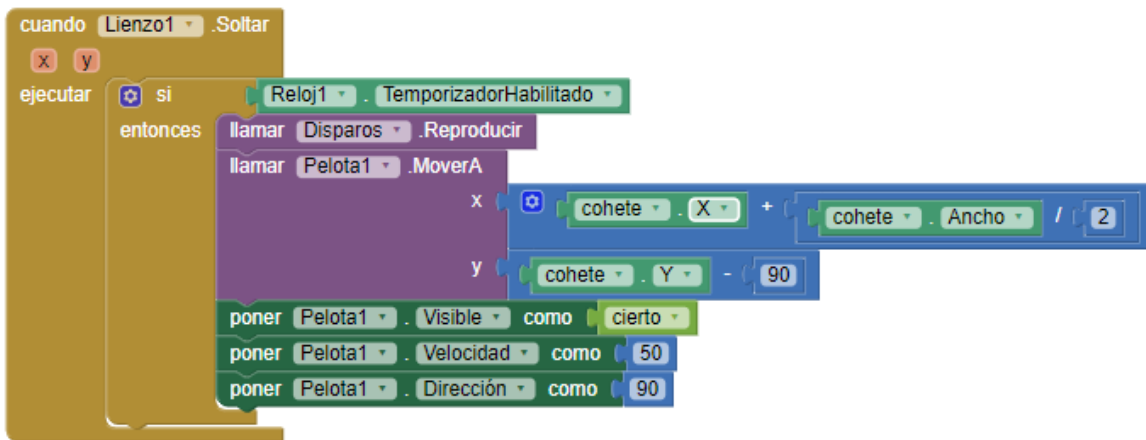 cuando Lienzo1 .Soltar
x y
ejecutar si Reloj1 . TemporizadorHabilitado
entonces llamar Disparos .Reproducir
llamar Pelota1 .MoverA
x cohete . X + cohete . Ancho / 2
y cohete . Y - 90
poner Pelota1 . Visible como cierto
poner Pelota1 . Velocidad como 50
poner Pelota1 . Dirección como 90